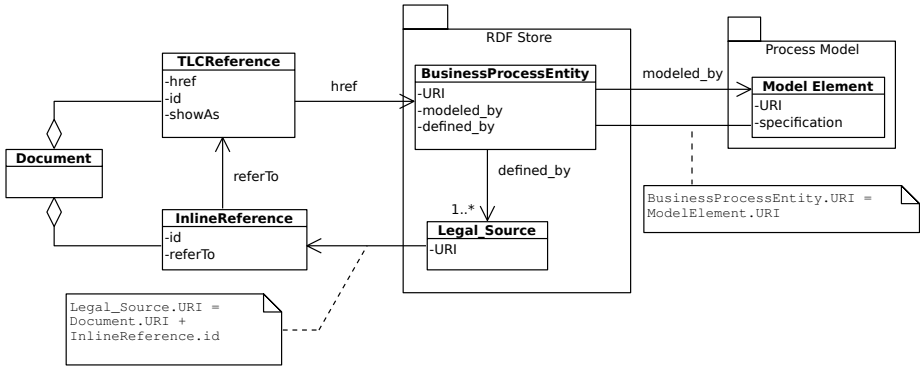 RDF Store
Process Model
TLCReference
-href
-id
-showAs
href
BusinessProcessEntity
-URI
-modeled_by
-defined_by
modeled_by
Model Element
-URI
-specification
Document
referTo
defined_by
1..*
InlineReference
-id
-referTo
Legal_Source
-URI
BusinessProcessEntity.URI =
ModelElement.URI
Legal_Source.URI =
Document.URI +
InlineReference.id